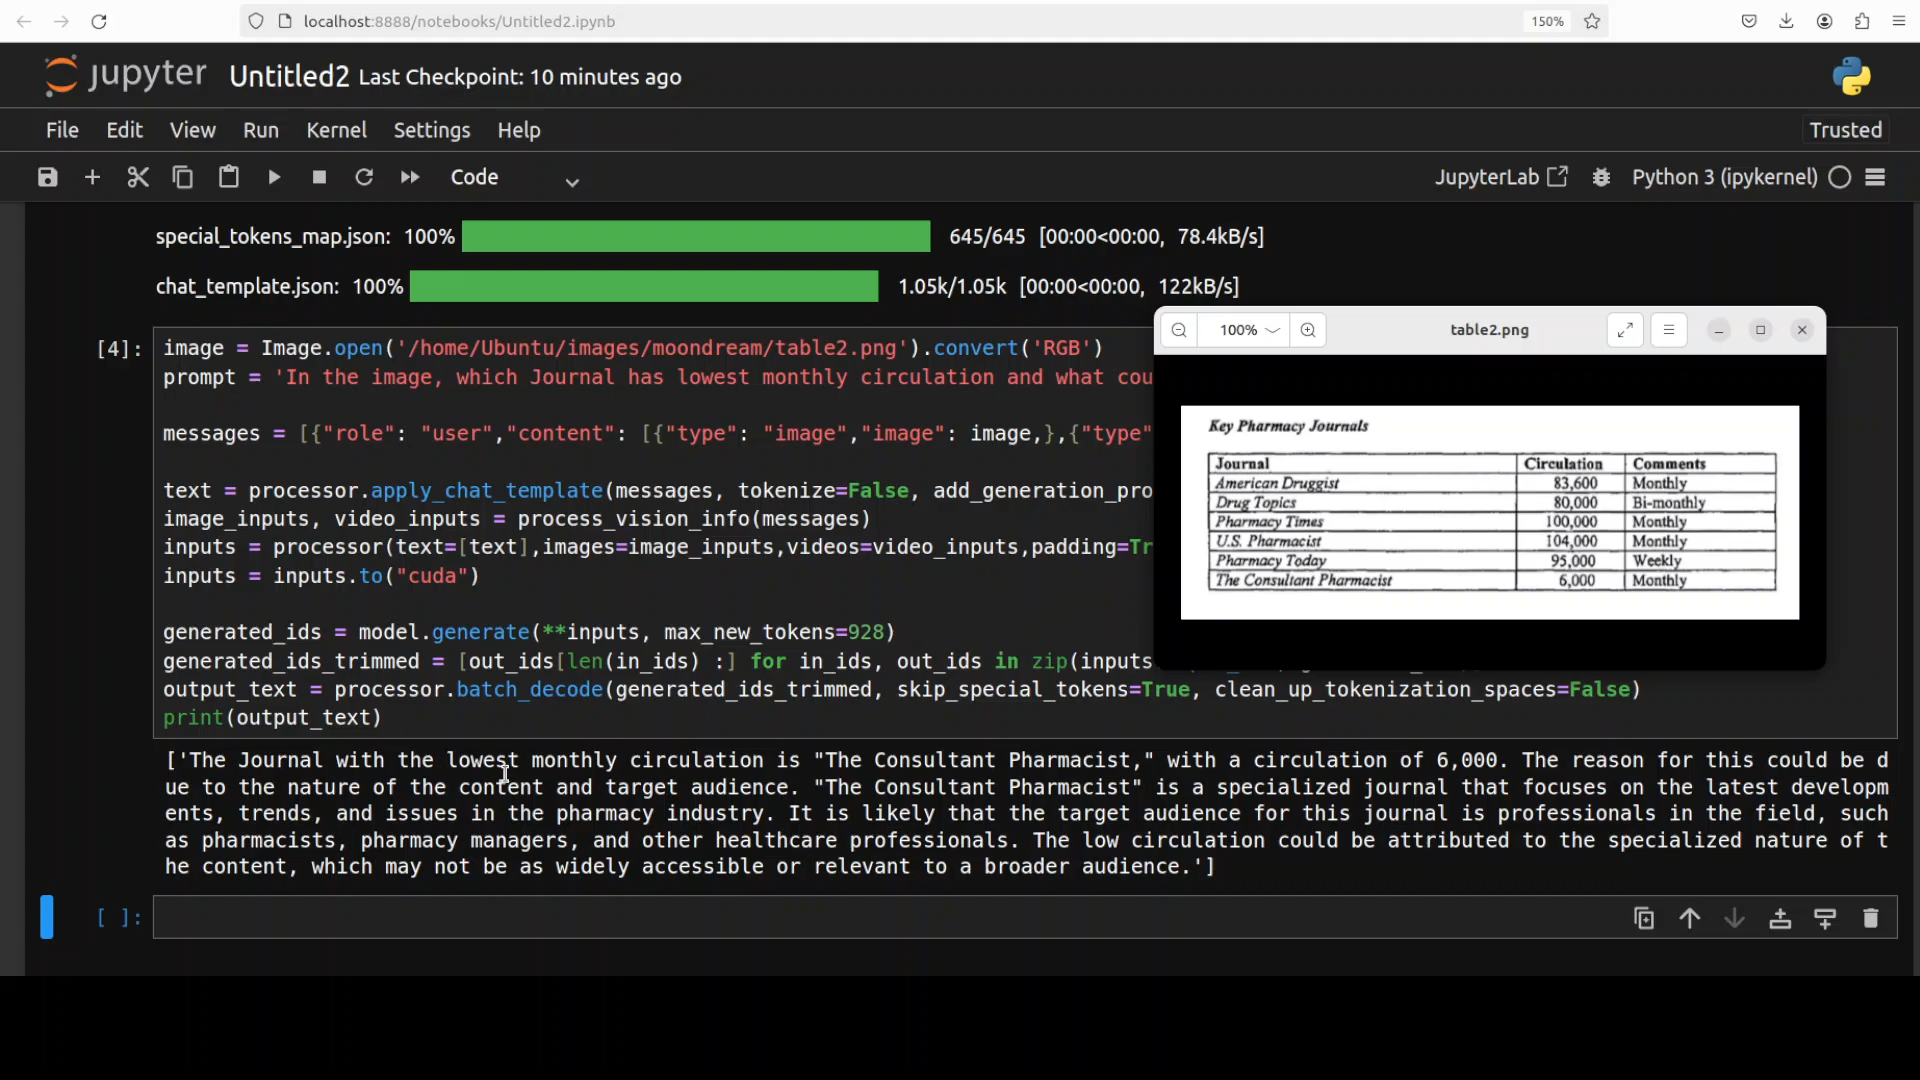 localhost:8888/notebooks/Untitled2.ipynb
150%
jupyter Untitled2 Last Checkpoint: 10 minutes ago
File Edit View Run Kernel Settings Help
Trusted
Code
JupyterLab
Python 3 (ipykernel)
special_tokens_map.json: 100% 645/645 [00:00<00:00, 78.4kB/s]
chat_template.json: 100% 1.05k/1.05k [00:00<00:00, 122kB/s]
[4]:
image = Image.open('/home/Ubuntu/images/moondream/table2.png').convert('RGB')
prompt = 'In the image, which Journal has lowest monthly circulation and what cou
messages = [{"role": "user","content": [{"type": "image","image": image,},{"type"
text = processor.apply_chat_template(messages, tokenize=False, add_generation_pro
image_inputs, video_inputs = process_vision_info(messages)
inputs = processor(text=[text],images=image_inputs,videos=video_inputs,padding=Tr
inputs = inputs.to("cuda")
generated_ids = model.generate(**inputs, max_new_tokens=928)
generated_ids_trimmed = [out_ids[len(in_ids) :] for in_ids, out_ids in zip(inputs
output_text = processor.batch_decode(generated_ids_trimmed, skip_special_tokens=True, clean_up_tokenization_spaces=False)
print(output_text)
100%
table2.png
Key Pharmacy Journals
Journal Circulation Comments
American Druggist 83,600 Monthly
Drug Topics 80,000 Bi-monthly
Pharmacy Times 100,000 Monthly
U.S. Pharmacist 104,000 Monthly
Pharmacy Today 95,000 Weekly
The Consultant Pharmacist 6,000 Monthly
['The Journal with the lowest monthly circulation is "The Consultant Pharmacist," with a circulation of 6,000. The reason for this could be d
ue to the nature of the content and target audience. "The Consultant Pharmacist" is a specialized journal that focuses on the latest developm
ents, trends, and issues in the pharmacy industry. It is likely that the target audience for this journal is professionals in the field, such
as pharmacists, pharmacy managers, and other healthcare professionals. The low circulation could be attributed to the specialized nature of t
he content, which may not be as widely accessible or relevant to a broader audience.']
[ ]: